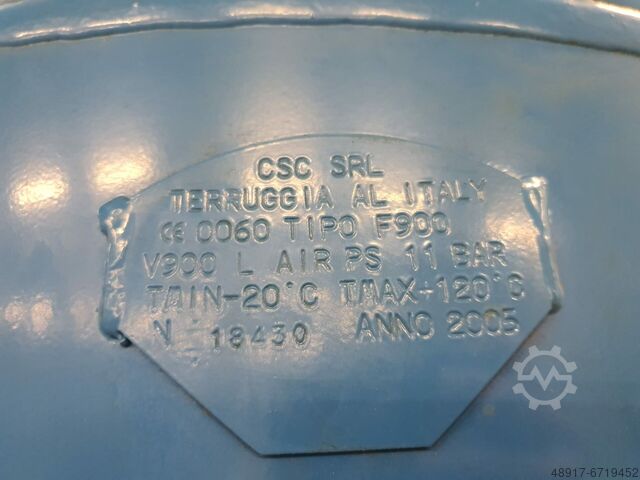 CSC SRL
TERRUGGIA AL ITALY
CE 0060 TIPO F900
V900 L AIR PS 11 BAR
TMIN-20°C TMAX+120°C
N 18430 ANNO 2005
48917-6719452